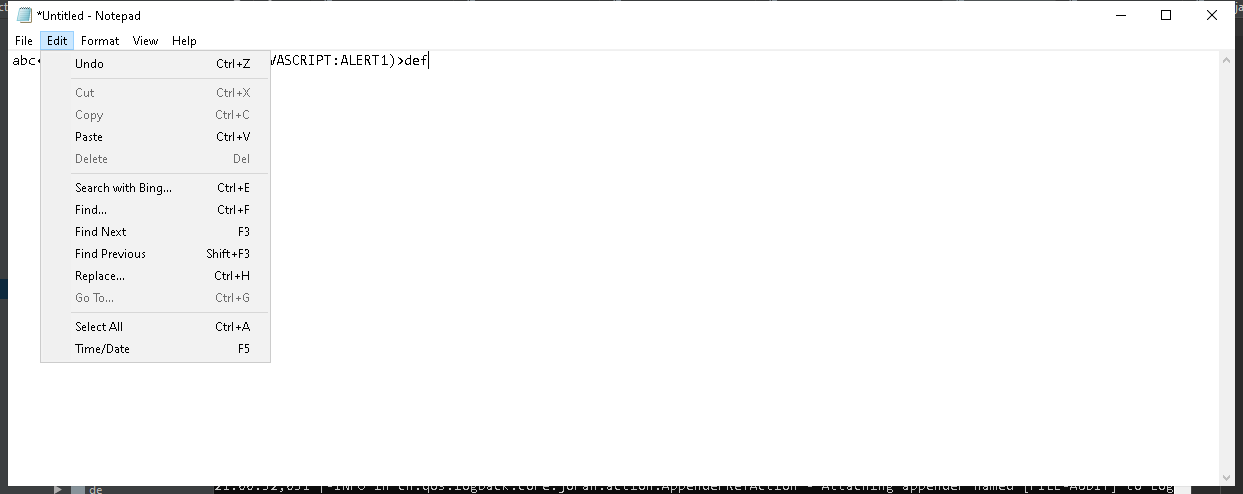 *Untitled - Notepad
File Edit Format View Help
abc VASCRIPT:ALERT1)>def
Undo Ctrl+Z
Cut Ctrl+X
Copy Ctrl+C
Paste Ctrl+V
Delete Del
Search with Bing... Ctrl+E
Find... Ctrl+F
Find Next F3
Find Previous Shift+F3
Replace... Ctrl+H
Go To... Ctrl+G
Select All Ctrl+A
Time/Date F5
de 21:00:52,031 |-INFO in ch.qos.logback.core.joran.action.AppenderRefAction - Attaching appender named [FILE-AUDIT] to Log